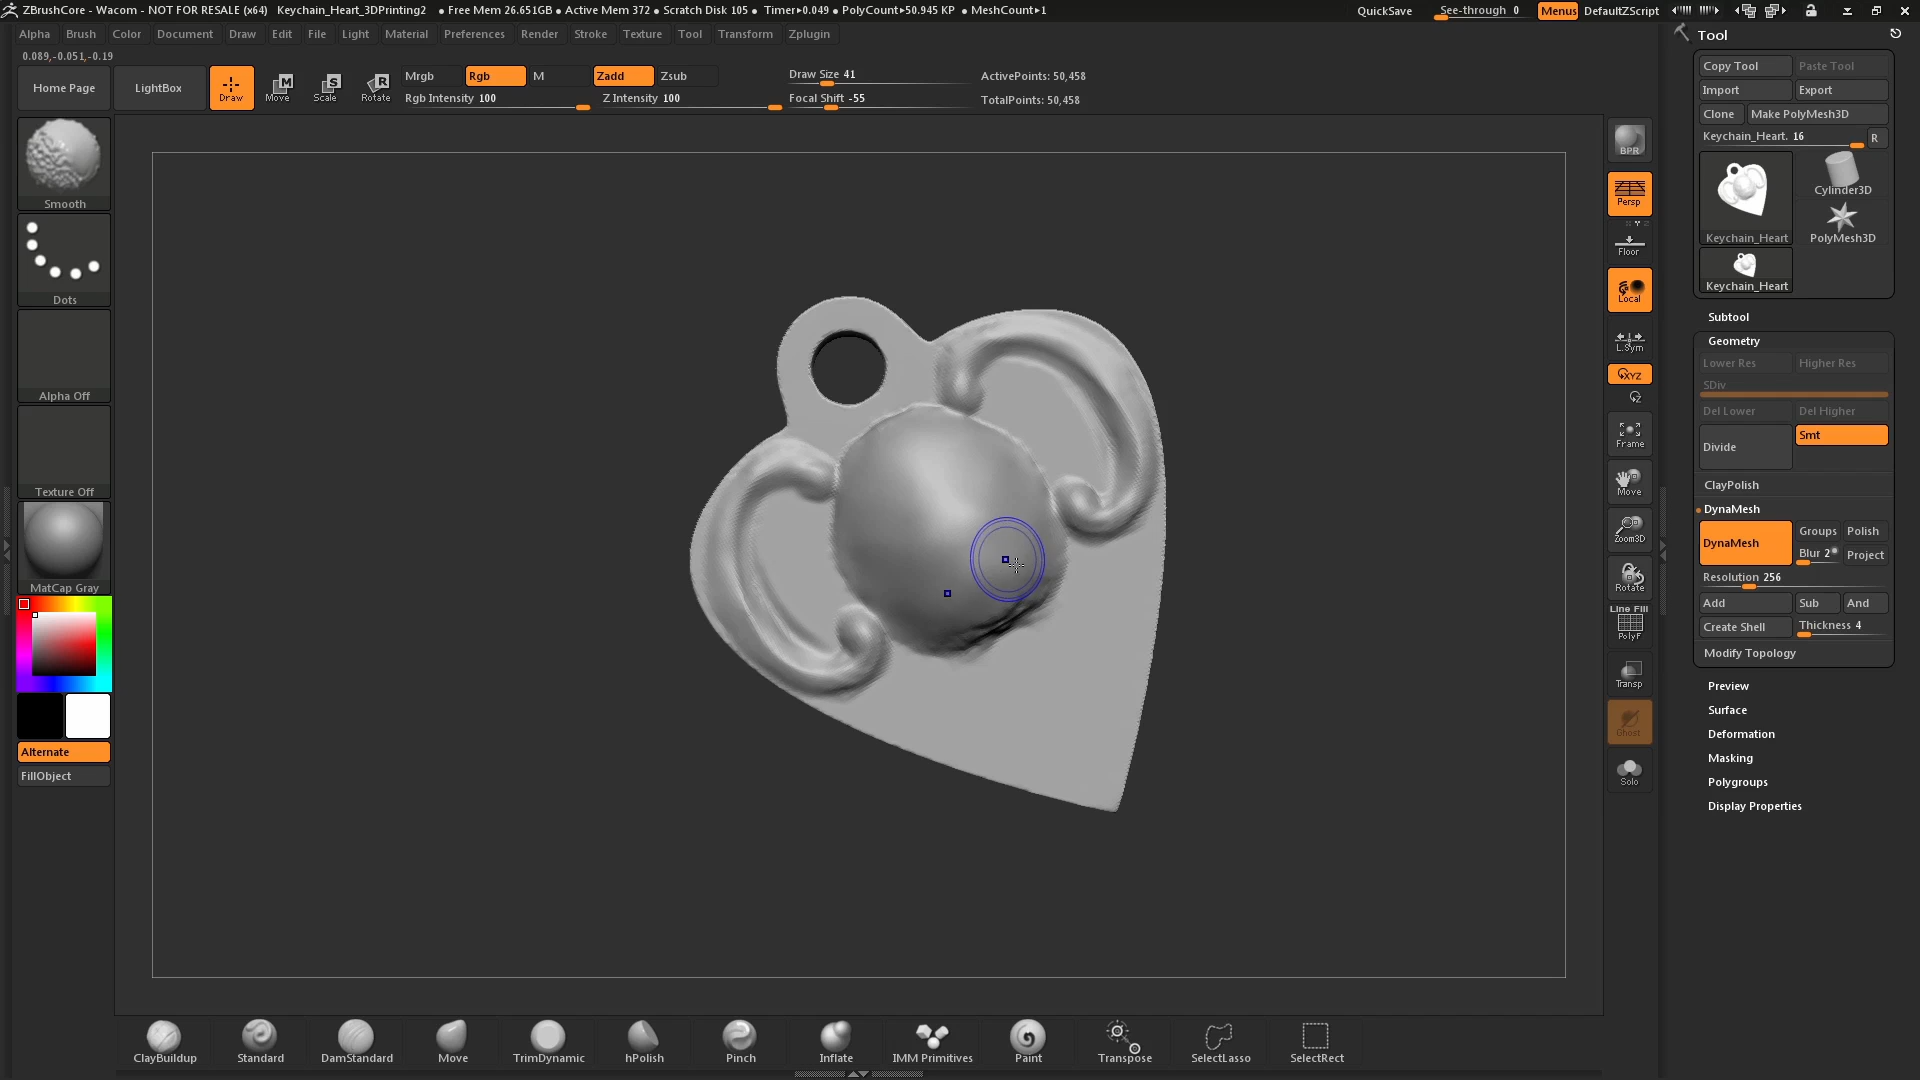 ZBrushCore - Wacom - NOT FOR RESALE (x64) Keychain_Heart_3DPrinting2 ● Free Mem 26.651GB ● Active Mem 372 ● Scratch Disk 105 ● Timer▸0.049 ● PolyCount▸50.945 KP ● MeshCount▸1 QuickSave See-through 0 Menus DefaultZScript
Alpha Brush Color Document Draw Edit File Light Material Preferences Render Stroke Texture Tool Transform Zplugin
0.089,-0.051,-0.19
Home Page
LightBox
Draw
Move
Scale
Rotate
Mrgb Rgb M Zadd Zsub
Rgb Intensity 100 Z Intensity 100
Draw Size 41
Focal Shift -55
ActivePoints: 50,458
TotalPoints: 50,458
Smooth
Dots
Alpha Off
Texture Off
MatCap Gray
Alternate
FillObject
BPR
Persp
Floor
Local
L.Sym
XYZ
Z
Frame
Move
Zoom3D
Rotate
Line Fill
PolyF
Transp
Ghost
Solo
Tool
Copy Tool Paste Tool
Import Export
Clone Make PolyMesh3D
Keychain_Heart. 16 R
Keychain_Heart
Cylinder3D
PolyMesh3D
Keychain_Heart
Subtool
Geometry
Lower Res Higher Res
SDiv
Del Lower Del Higher
Divide Smt
ClayPolish
DynaMesh
DynaMesh Groups Polish
Blur 2 Project
Resolution 256
Add Sub And
Create Shell Thickness 4
Modify Topology
Preview
Surface
Deformation
Masking
Polygroups
Display Properties
ClayBuildup Standard DamStandard Move TrimDynamic hPolish Pinch Inflate IMM Primitives Paint Transpose SelectLasso SelectRect